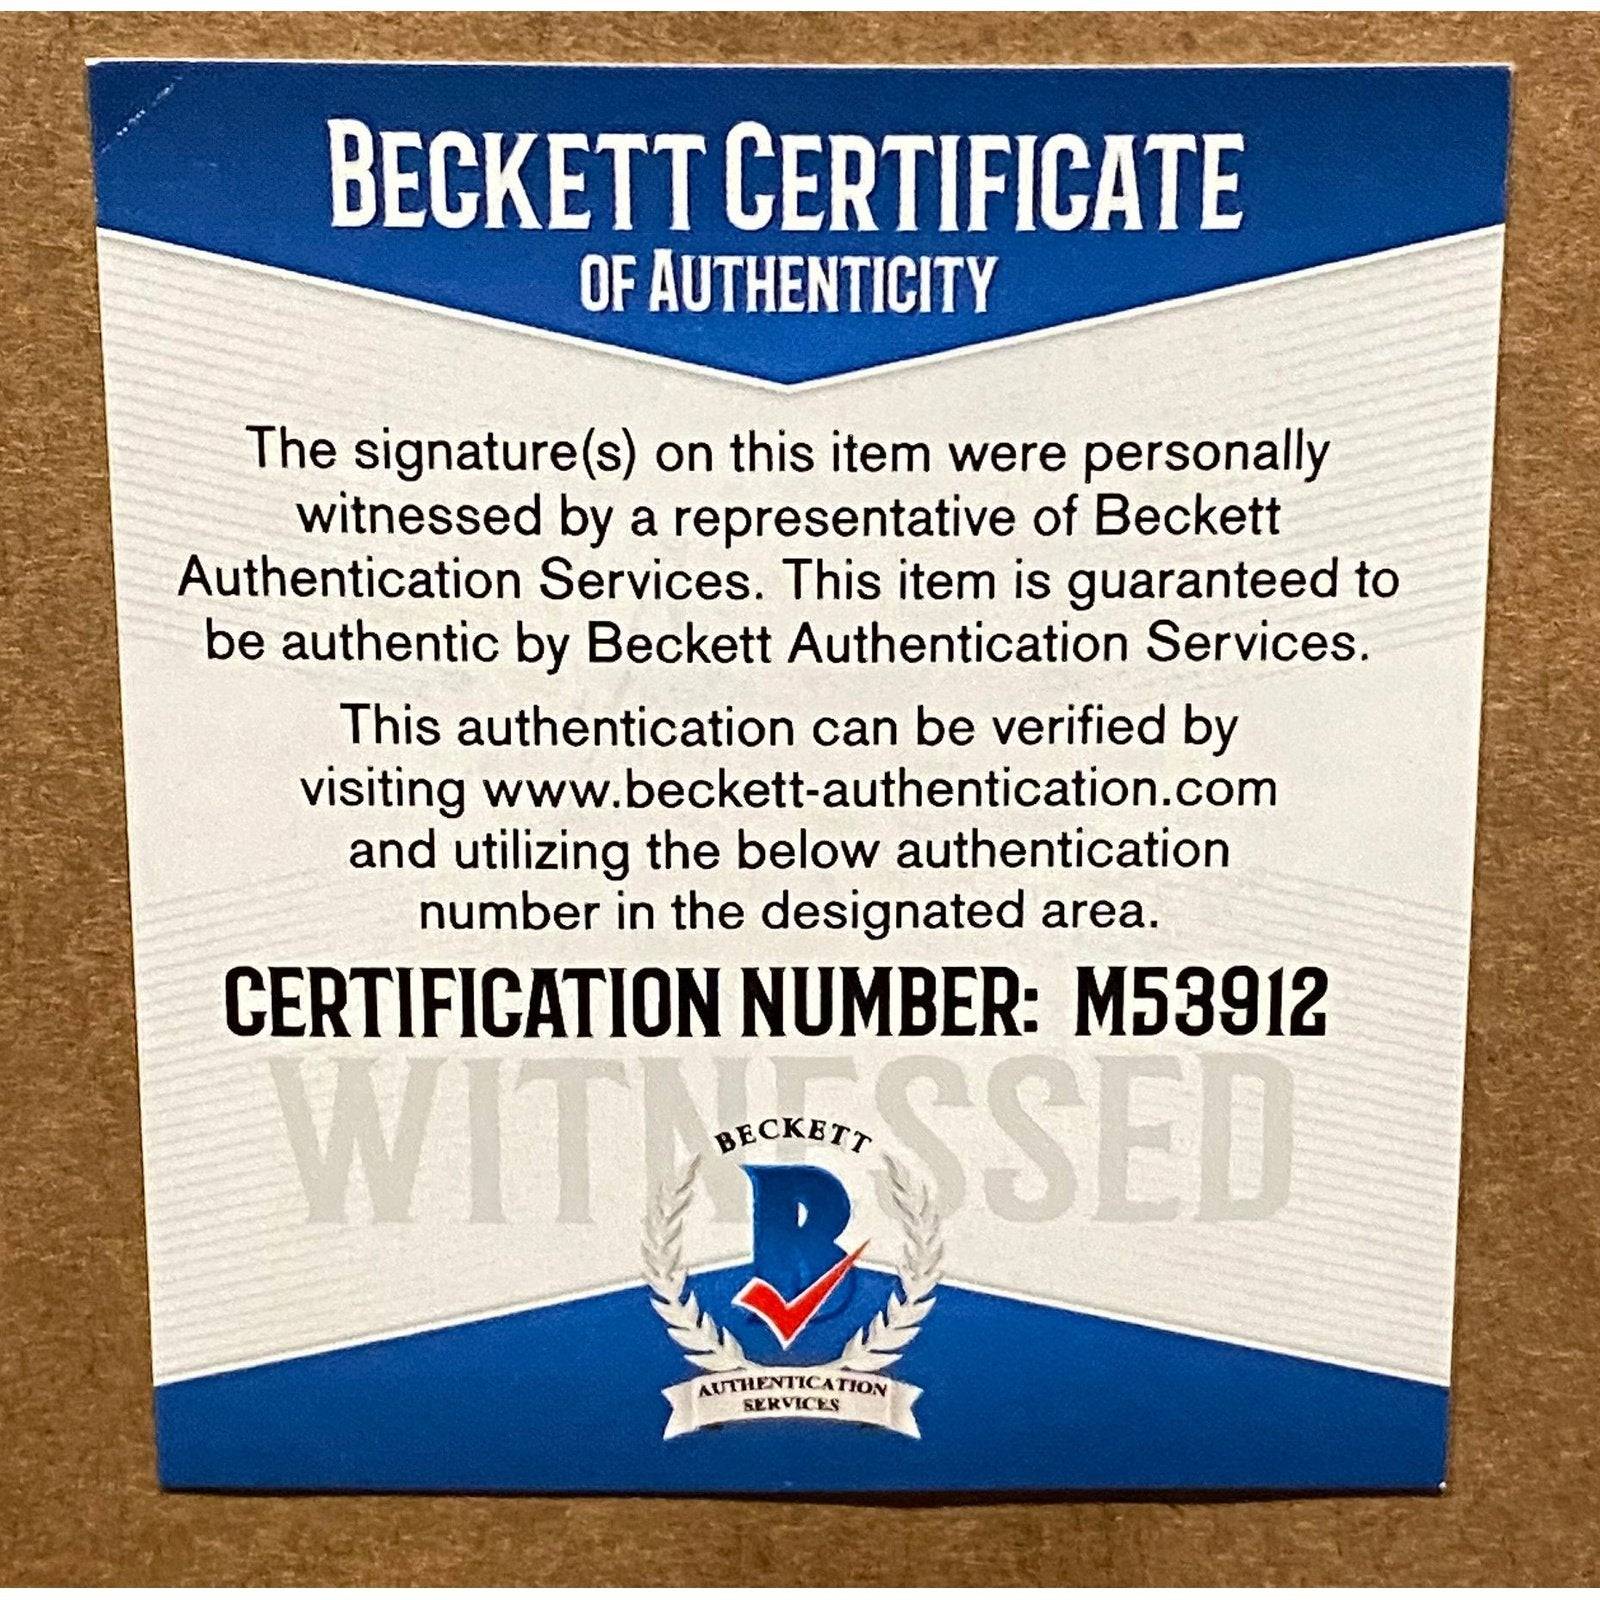 BECKETT CERTIFICATE
OF AUTHENTICITY
The signature(s) on this item were personally
witnessed by a representative of Beckett
Authentication Services. This item is guaranteed to
be authentic by Beckett Authentication Services.
This authentication can be verified by
visiting www.beckett-authentication.com
and utilizing the below authentication
number in the designated area.
CERTIFICATION NUMBER: M53912
WITNESSED
BECKETT
B
AUTHENTICATION
SERVICES